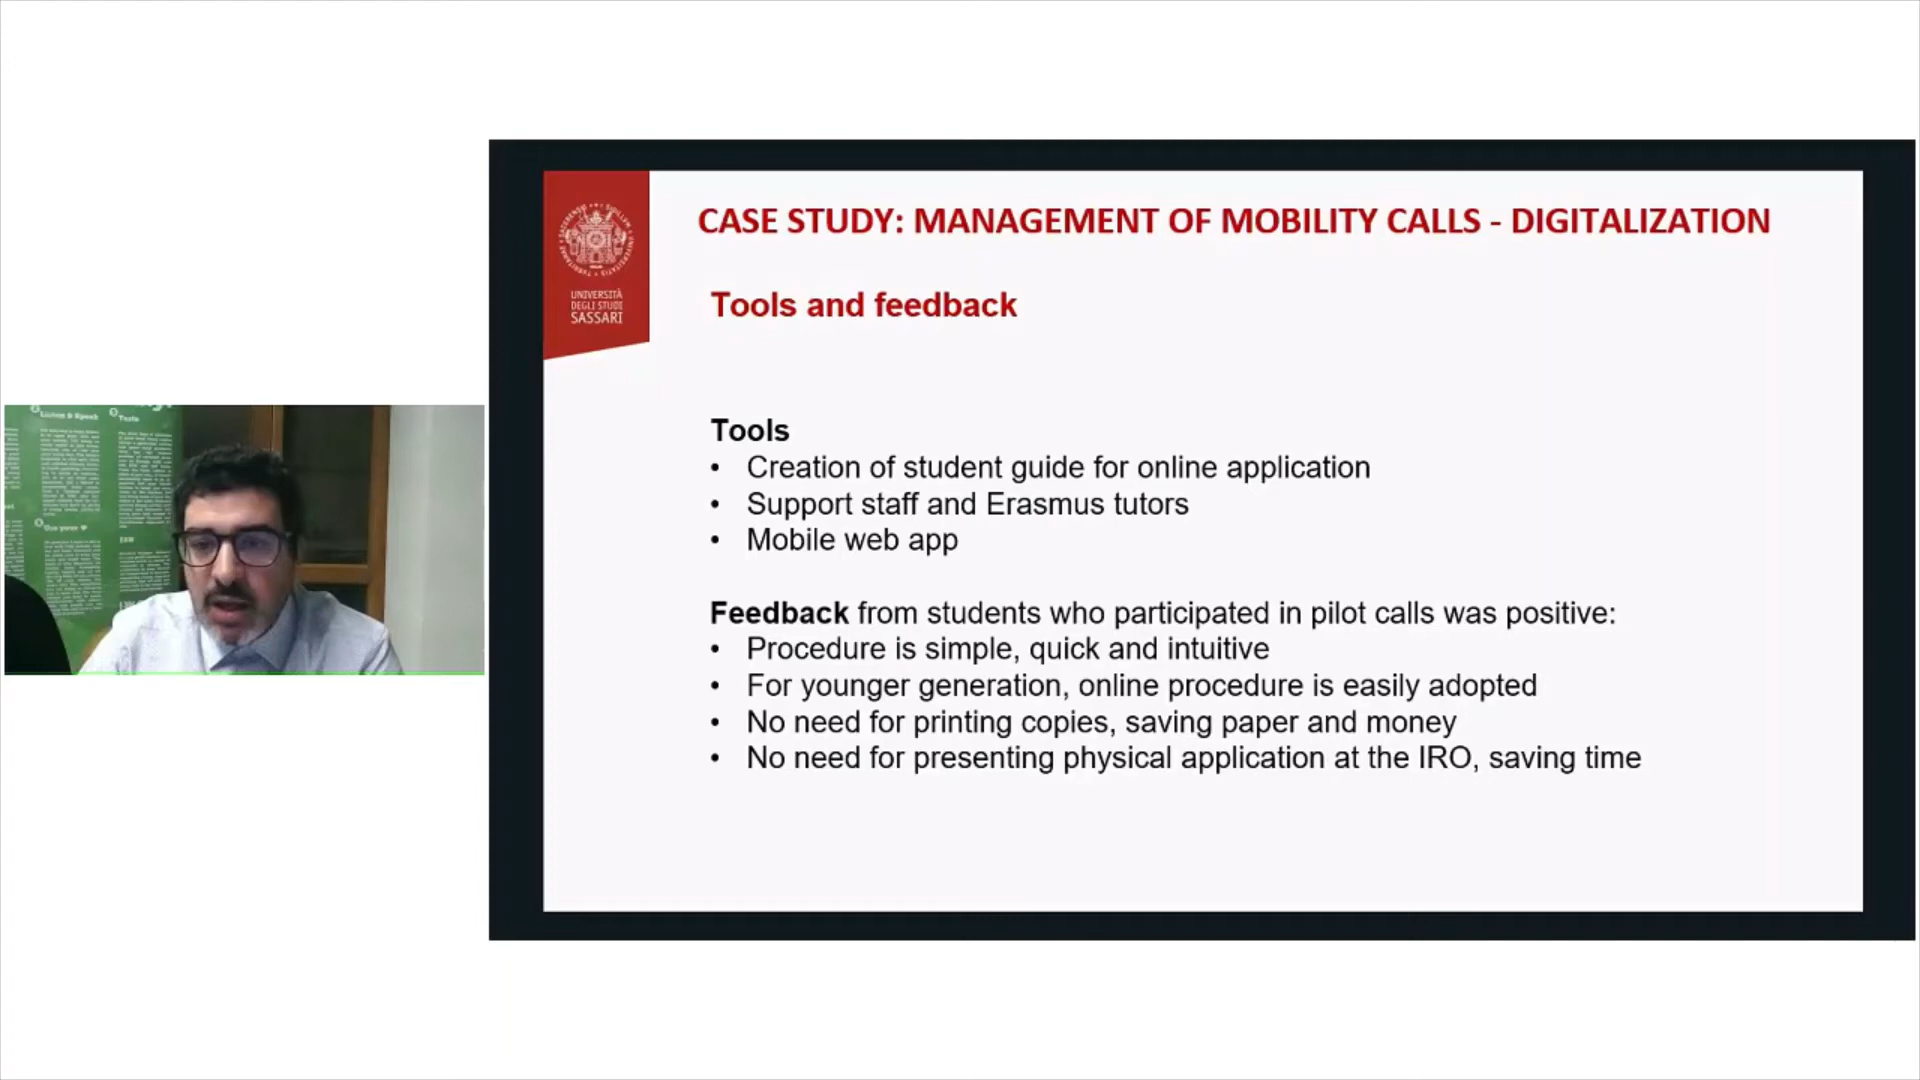 Listen & Speak
Tests
UNIVERSITÀ
DEGLI STUDI
SASSARI
CASE STUDY: MANAGEMENT OF MOBILITY CALLS - DIGITALIZATION
Tools and feedback
Tools
• Creation of student guide for online application
• Support staff and Erasmus tutors
• Mobile web app
Feedback from students who participated in pilot calls was positive:
• Procedure is simple, quick and intuitive
• For younger generation, online procedure is easily adopted
• No need for printing copies, saving paper and money
• No need for presenting physical application at the IRO, saving time